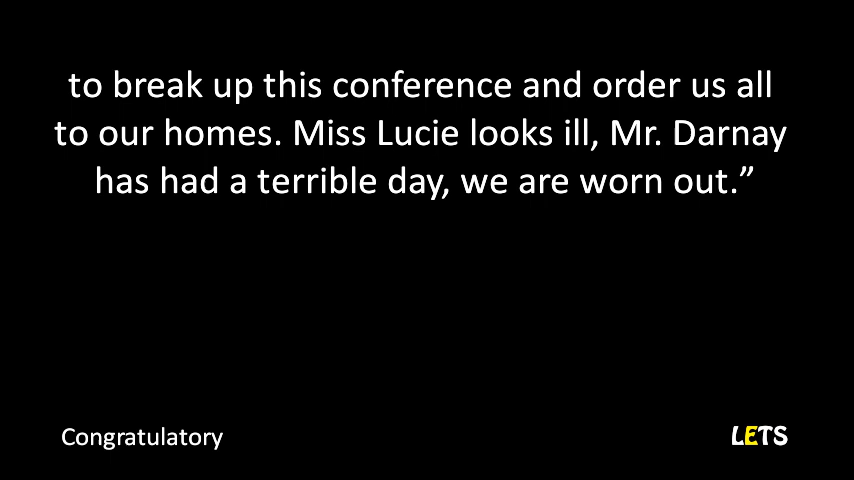 to break up this conference and order us all
to our homes. Miss Lucie looks ill, Mr. Darnay
has had a terrible day, we are worn out.”
Congratulatory
LETS